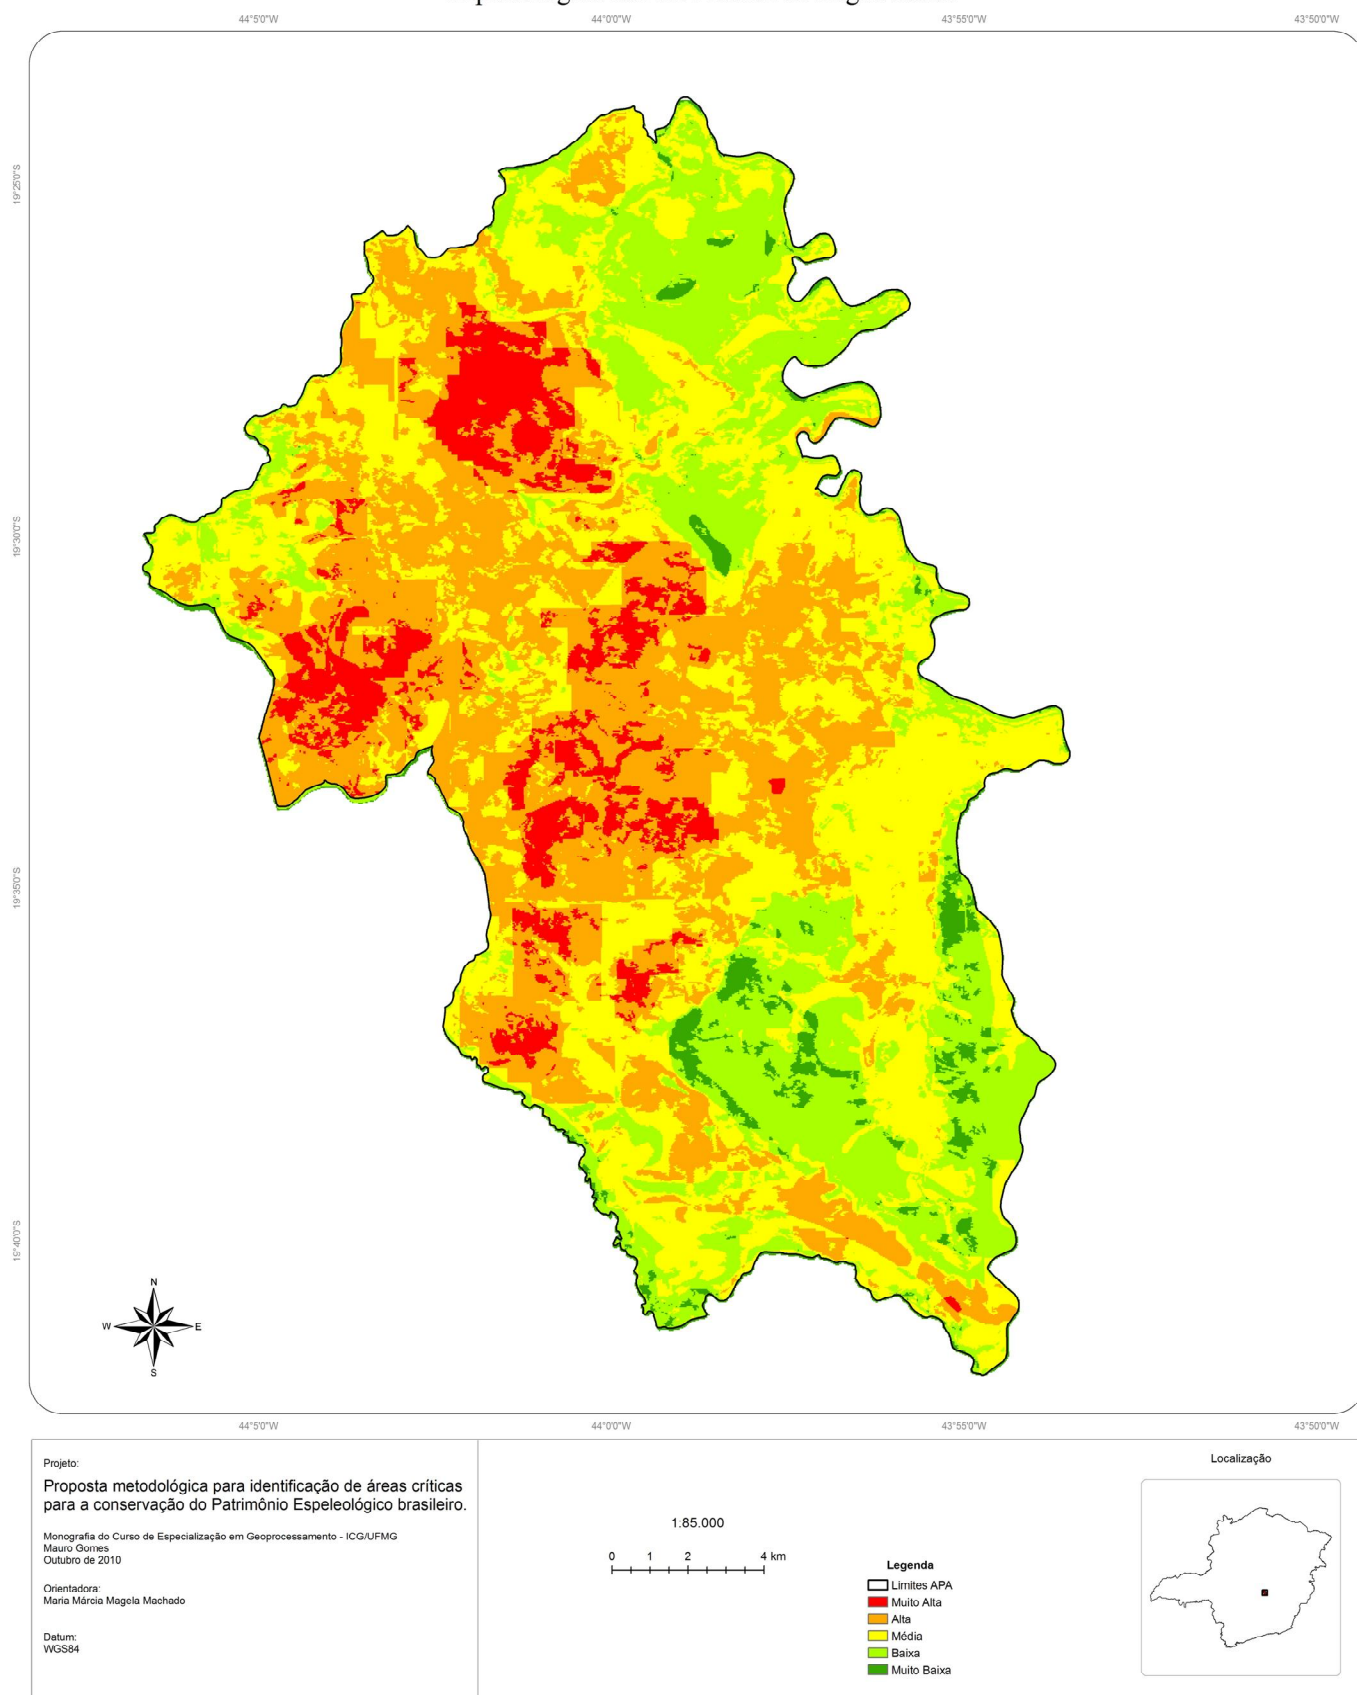 44°5'0"W
44°0'0"W
43°55'0"W
43°50'0"W
19°25'0"S
19°30'0"S
19°35'0"S
19°40'0"S
N
W
E
S
44°5'0"W
44°0'0"W
43°55'0"W
43°50'0"W
Projeto:
Proposta metodológica para identificação de áreas críticas
para a conservação do Patrimônio Espeleológico brasileiro.
Monografia do Curso de Especialização em Geoprocessamento - ICG/UFMG
Mauro Gomes
Outubro de 2010
Orientadora:
Maria Márcia Magela Machado
Datum:
WGS84
1:85.000
0 1 2 4 km
Legenda
Limites APA
Muito Alta
Alta
Média
Baixa
Muito Baixa
Localização